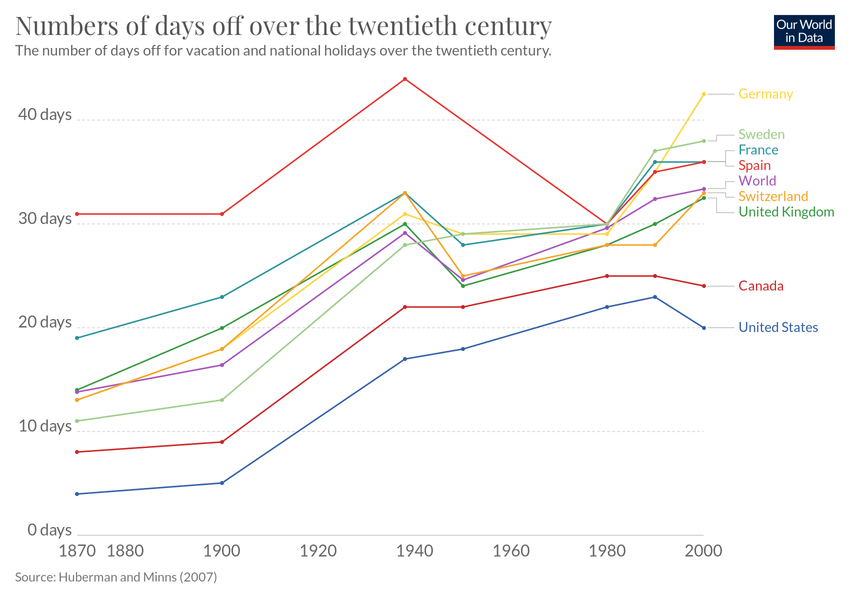 Numbers of days off over the twentieth century
The number of days off for vacation and national holidays over the twentieth century.
Our World
in Data
40 days
30 days
20 days
10 days
0 days
1870 1880 1900 1920 1940 1960 1980 2000
Germany
Sweden
France
Spain
World
Switzerland
United Kingdom
Canada
United States
Source: Huberman and Minns (2007)